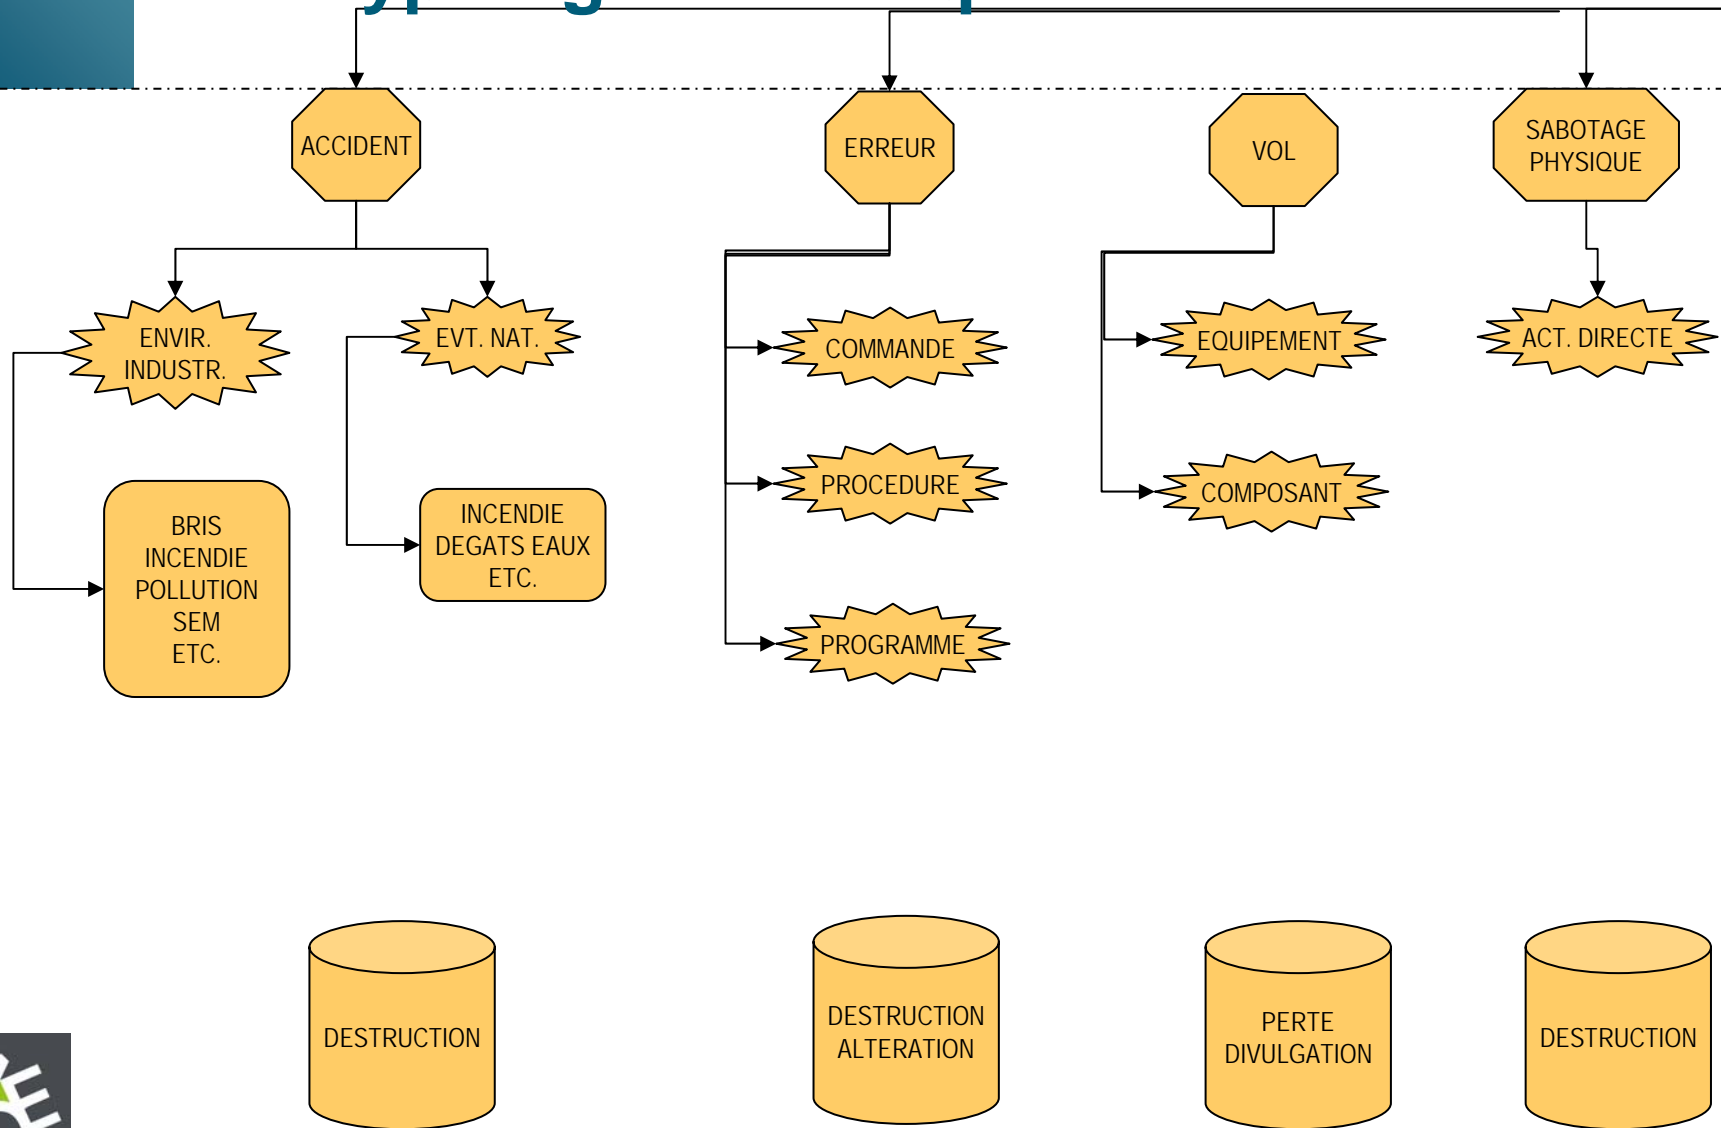 ACCIDENT
ERREUR
VOL
SABOTAGE
PHYSIQUE
ENVIR.
INDUSTR.
EVT. NAT.
COMMANDE
EQUIPEMENT
ACT. DIRECTE
PROCEDURE
COMPOSANT
BRIS
INCENDIE
POLLUTION
SEM
ETC.
INCENDIE
DEGATS EAUX
ETC.
PROGRAMME
DESTRUCTION
DESTRUCTION
ALTERATION
PERTE
DIVULGATION
DESTRUCTION